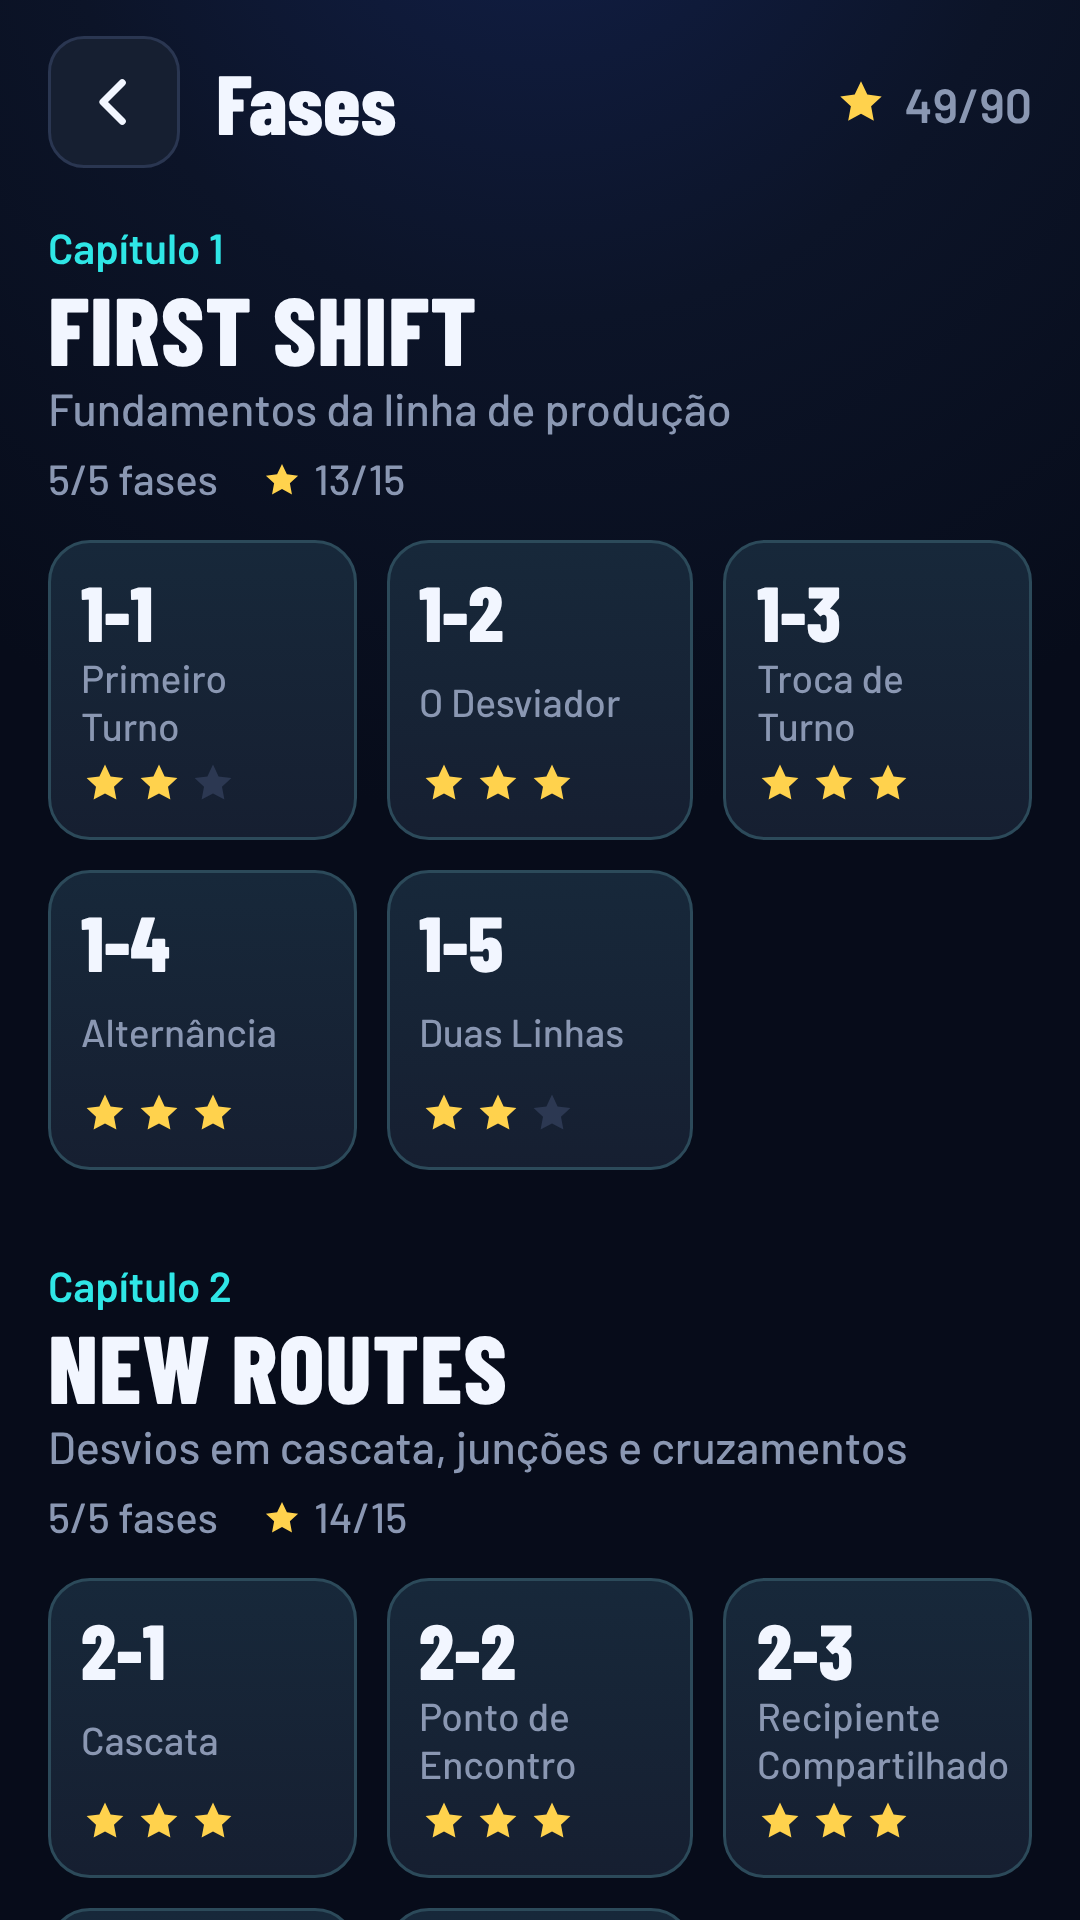 Fases
49/90
Capítulo 1
FIRST SHIFT
Fundamentos da linha de produção
5/5 fases 13/15
1-1
Primeiro
Turno
1-2
O Desviador
1-3
Troca de
Turno
1-4
Alternância
1-5
Duas Linhas
Capítulo 2
NEW ROUTES
Desvios em cascata, junções e cruzamentos
5/5 fases 14/15
2-1
Cascata
2-2
Ponto de
Encontro
2-3
Recipiente
Compartilhado